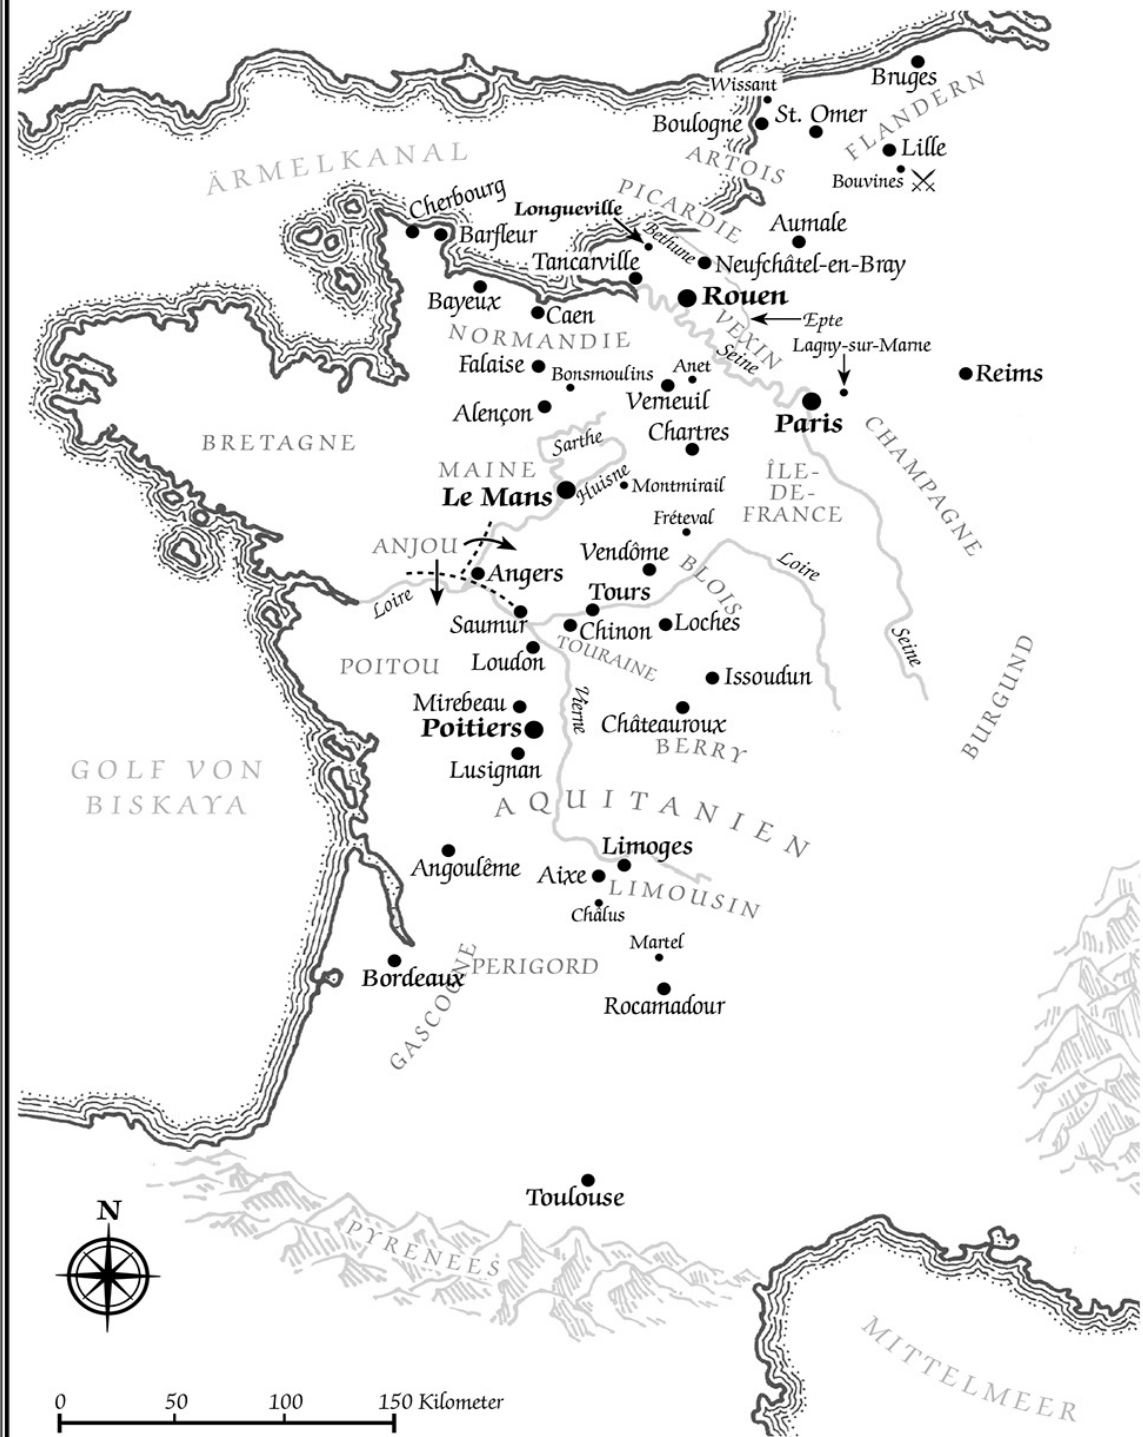 Bruges
Wissant
FLANDERN
Boulogne
St. Omer
Lille
ARTOIS
Bouvines
ÄRMELKANAL
PICARDIE
Cherbourg
Longueville
Aumale
Barfleur
Bethune
Tancarville
Neufchâtel-en-Bray
Bayeux
Rouen
Caen
VEXIN
Epte
NORMANDIE
Seine
Lagny-sur-Marne
Falaise
Bonsmoulins
Anet
Reims
Verneuil
Alençon
Paris
Sarthe
Chartres
CHAMPAGNE
BRETAGNE
MAINE
ÎLE-
DE-
FRANCE
Le Mans
Huisne
Montmirail
Fréteval
ANJOU
Vendôme
BLOIS
Loire
Angers
Loire
Tours
Saumur
Chinon
Loches
Seine
TOURAINE
Loudon
POITOU
Issoudun
BURGUND
Mirebeau
Vienne
Poitiers
Châteauroux
BERRY
Lusignan
GOLF VON
BISKAYA
AQUITANIEN
Limoges
Angoulême
Aixe
LIMOUSIN
Châlus
Martel
Bordeaux
PERIGORD
GASCOGNE
Rocamadour
Toulouse
N
PYRENEES
MITTELMEER
0 50 100 150 Kilometer